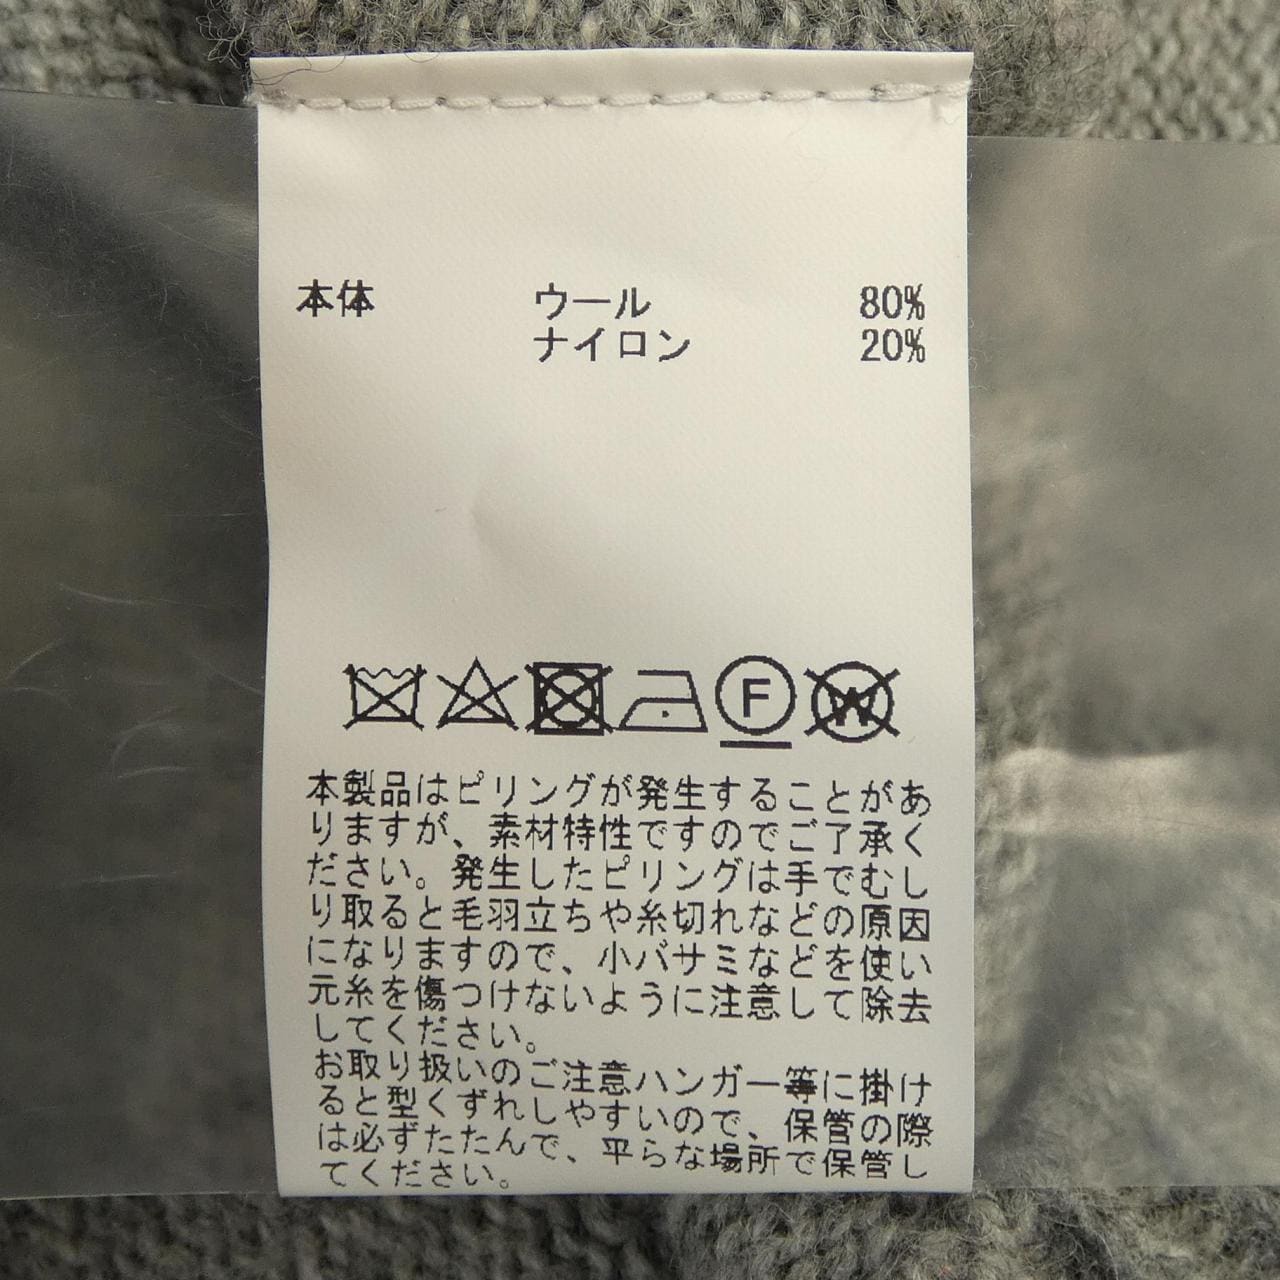 本体 ウール 80%
ナイロン 20%
F W
本製品はピリングが発生することがあ
りますが、素材特性ですのでご了承く
ださい。発生したピリングは手でむし
り取ると毛羽立ちや糸切れなどの原因
になりますので、小バサミなどを使い
元糸を傷つけないように注意して除去
してください。
お取り扱いのご注意ハンガー等に掛け
ると型くずれしやすいので、保管の際
は必ずたたんで、平らな場所で保管し
てください。